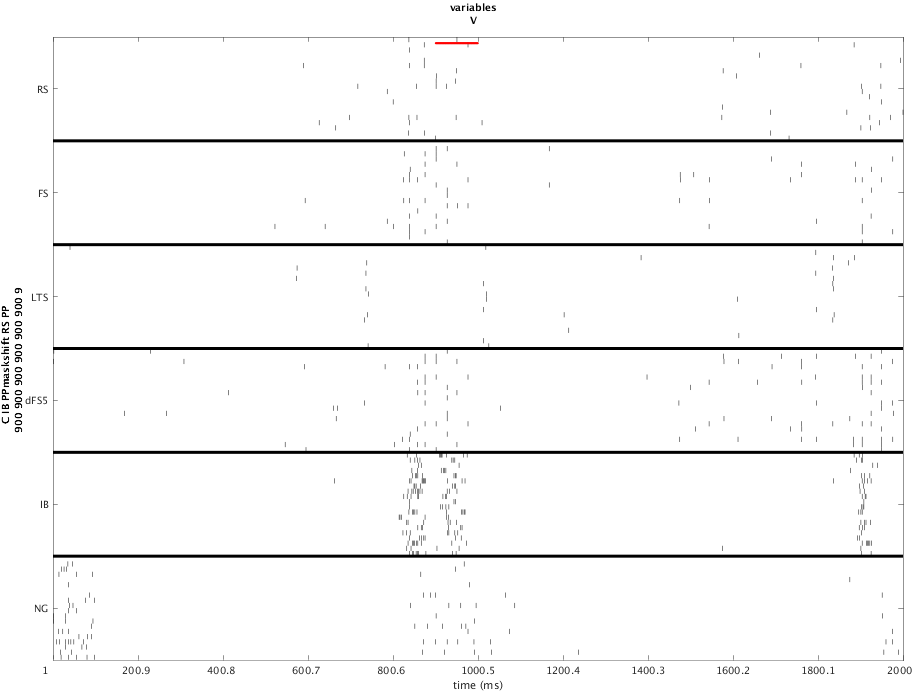 variables
V
RS
FS
LTS
dFS5
IB
NG
C IB PPmaskshift RS PP
900 900 900 900 900 900 9
1
200.9
400.8
600.7
800.6
1000.5
1200.4
1400.3
1600.2
1800.1
2000
time (ms)